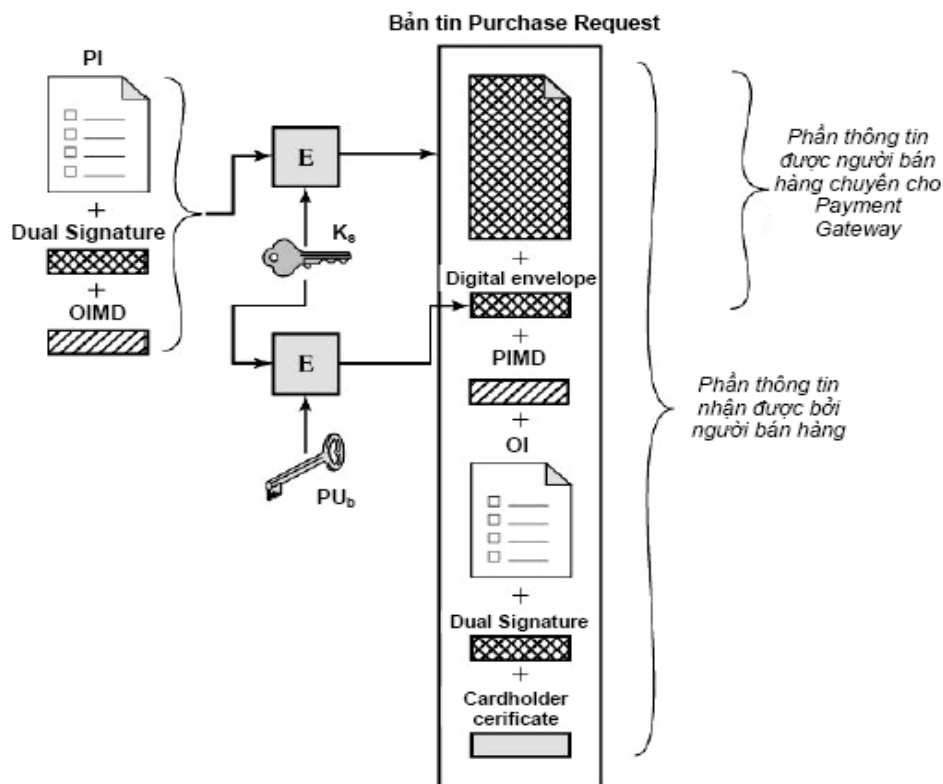 Bản tin Purchase Request
PI
+
Dual Signature
+
OIMD
E
Ks
E
PUb
+
Digital envelope
+
PIMD
+
OI
+
Dual Signature
+
Cardholder
cerificate
Phần thông tin
được người bán
hàng chuyên cho
Payment
Gateway
Phần thông tin
nhận được bởi
người bán hàng